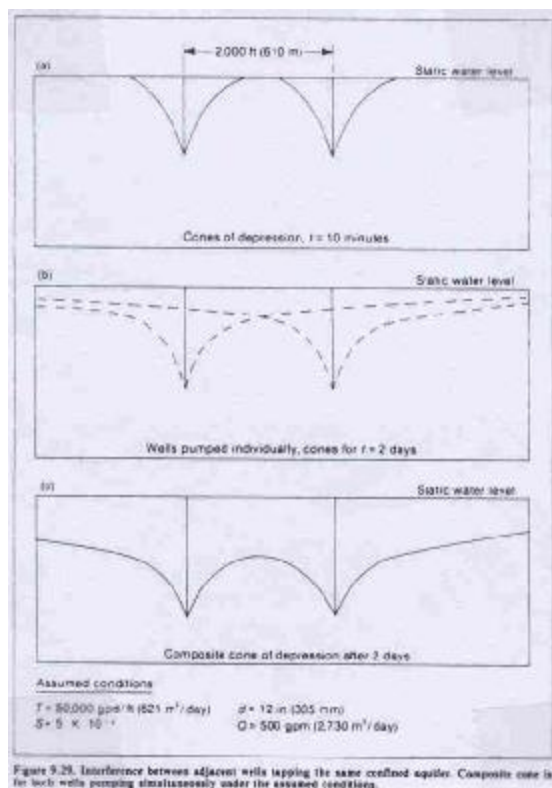 2,000 ft (610 m)
(a)
Static water level
Cones of depression, t = 10 minutes
(b)
Static water level
Wells pumped individually, cones for t = 2 days
(c)
Static water level
Composite cone of depression after 2 days
Assumed conditions
T = 50,000 gpd/ft (621 m³/day) d = 12 in (305 mm)
S = 5 × Q = 500 gpm (2,730 m³/day)
Figure 9.29. Interference between adjacent wells tapping the same confined aquifer. Composite cone is
for both wells pumping simultaneously under the assumed conditions.